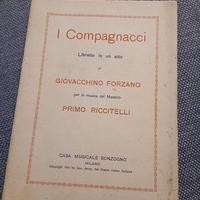 I Compagnacci
Libretto in un atto
di
GIOVACCHINO FORZANO
per la musica del Maestro
PRIMO RICCITELLI
CASA MUSICALE SONZOGNO
MILANO